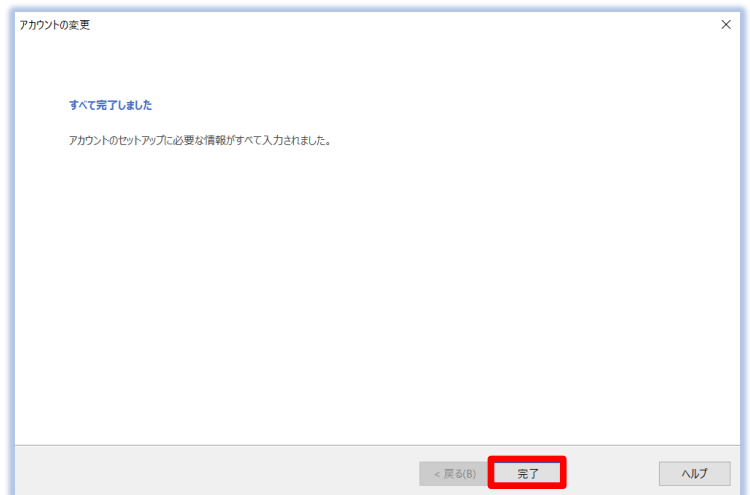 アカウントの変更
すべて完了しました
アカウントのセットアップに必要な情報がすべて入力されました。
< 戻る(B)
完了
ヘルプ